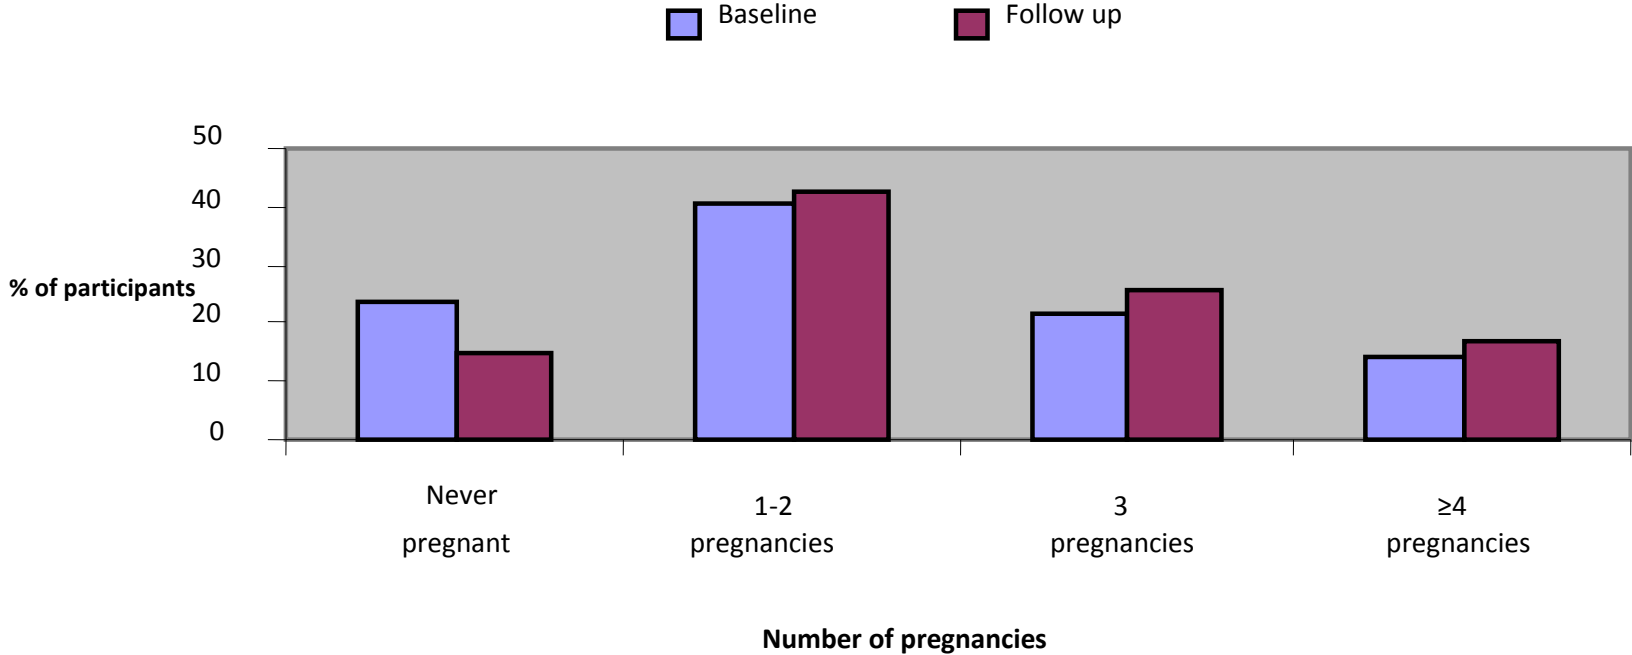 Baseline Follow up
50
40
30
% of participants
20
10
0
Never
pregnant
1-2
pregnancies
3
pregnancies
≥4
pregnancies
Number of pregnancies